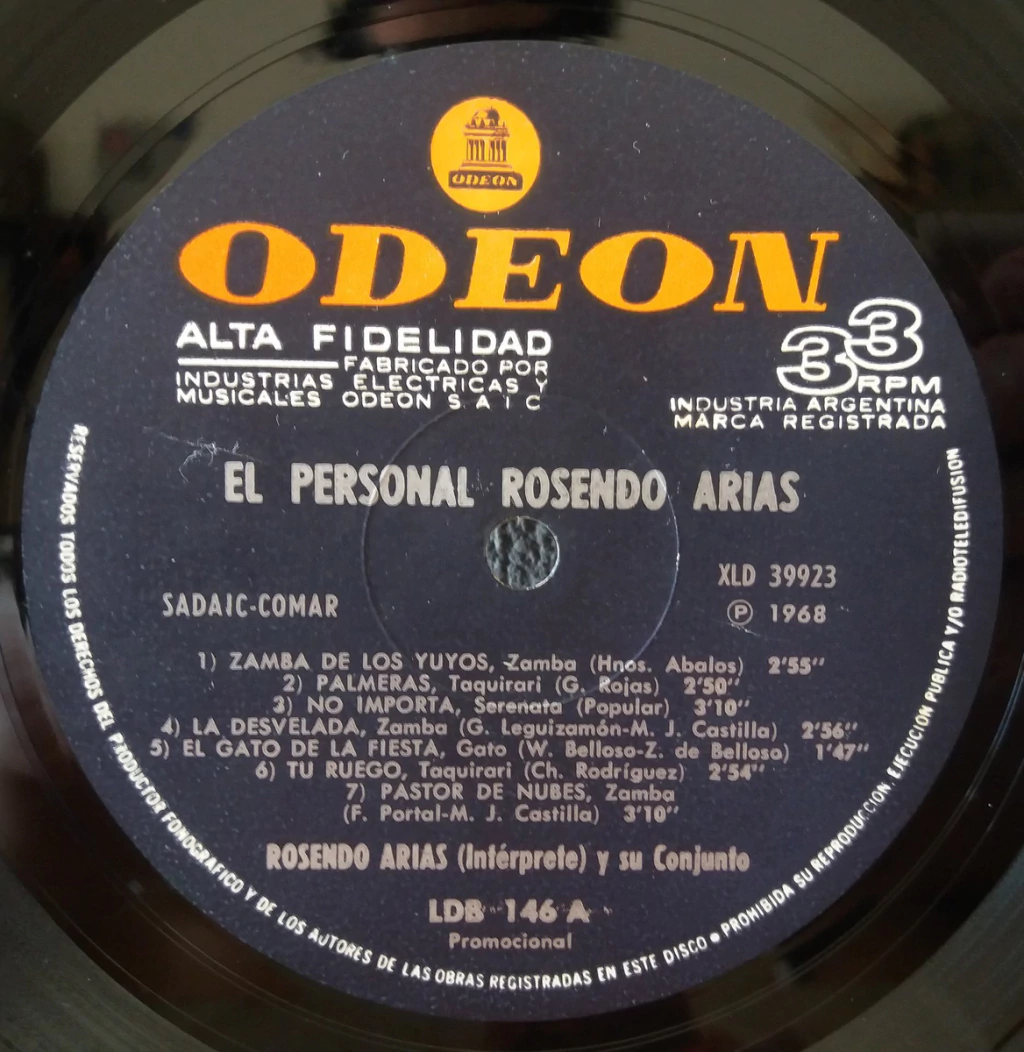 ODEON
ODEON
ALTA FIDELIDAD
FABRICADO POR
INDUSTRIAS ELECTRICAS Y
MUSICALES ODEON S A I C
33
RPM
INDUSTRIA ARGENTINA
MARCA REGISTRADA
EL PERSONAL ROSENDO ARIAS
SADAIC-COMAR
XLD 39923
℗ 1968
1) ZAMBA DE LOS YUYOS, Zamba (Hnos. Abalos) 2'55''
2) PALMERAS, Taquirari (G. Rojas) 2'50''
3) NO IMPORTA, Serenata (Popular) 3'10''
4) LA DESVELADA, Zamba (G. Leguizamón-M. J. Castilla) 2'56''
5) EL GATO DE LA FIESTA, Gato (W. Belloso-Z. de Belloso) 1'47''
6) TU RUEGO, Taquirari (Ch. Rodríguez) 2'54''
7) PASTOR DE NUBES, Zamba
(F. Portal-M. J. Castilla) 3'10''
ROSENDO ARIAS (Intérprete) y su Conjunto
LDB - 146 A
Promocional
RESERVADOS TODOS LOS DERECHOS DEL PRODUCTOR FONOGRAFICO Y DE LOS AUTORES DE LAS OBRAS REGISTRADAS EN ESTE DISCO • PROHIBIDA SU REPRODUCCION, EJECUCION PUBLICA Y/O RADIOTELEDIFUSION